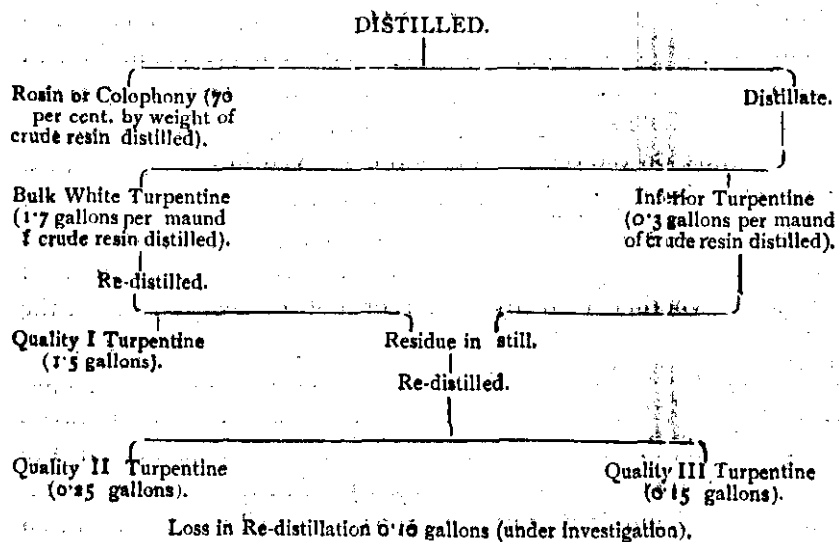 DISTILLED.
Rosin or Colophony (70
per cent. by weight of
crude resin distilled).
Distillate.
Bulk White Turpentine
(1·7 gallons per maund
f crude resin distilled).
Inferior Turpentine
(0·3 gallons per maund
of crude resin distilled).
Re-distilled.
Quality I Turpentine
(1·5 gallons).
Residue in still.
Re-distilled.
Quality II Turpentine
(0·25 gallons).
Quality III Turpentine
(0·15 gallons).
Loss in Re-distillation 0·10 gallons (under investigation).